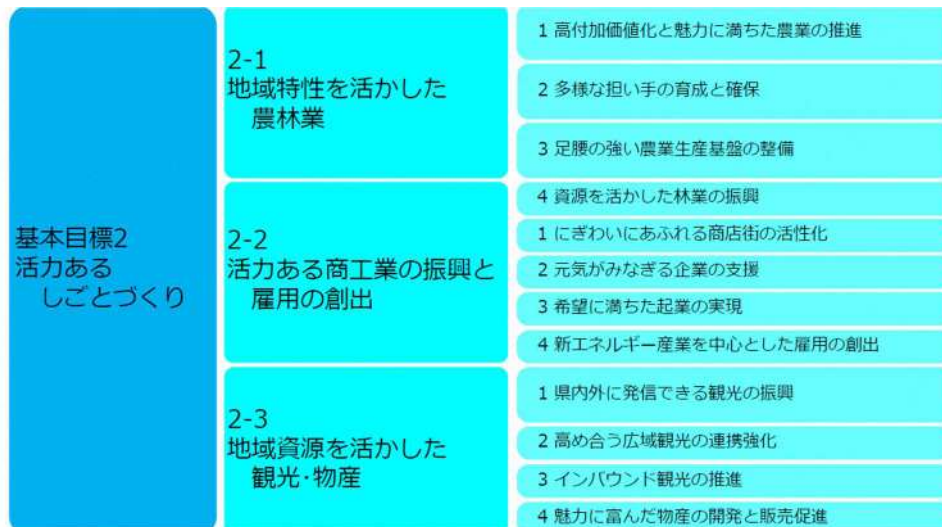 基本目標2
活力ある
しごとづくり
2-1
地域特性を活かした
農林業
1 高付加価値化と魅力に満ちた農業の推進
2 多様な担い手の育成と確保
3 足腰の強い農業生産基盤の整備
4 資源を活かした林業の振興
2-2
活力ある商工業の振興と
雇用の創出
1 にぎわいにあふれる商店街の活性化
2 元気がみなぎる企業の支援
3 希望に満ちた起業の実現
4 新エネルギー産業を中心とした雇用の創出
2-3
地域資源を活かした
観光･物産
1 県内外に発信できる観光の振興
2 高め合う広域観光の連携強化
3 インバウンド観光の推進
4 魅力に富んだ物産の開発と販売促進